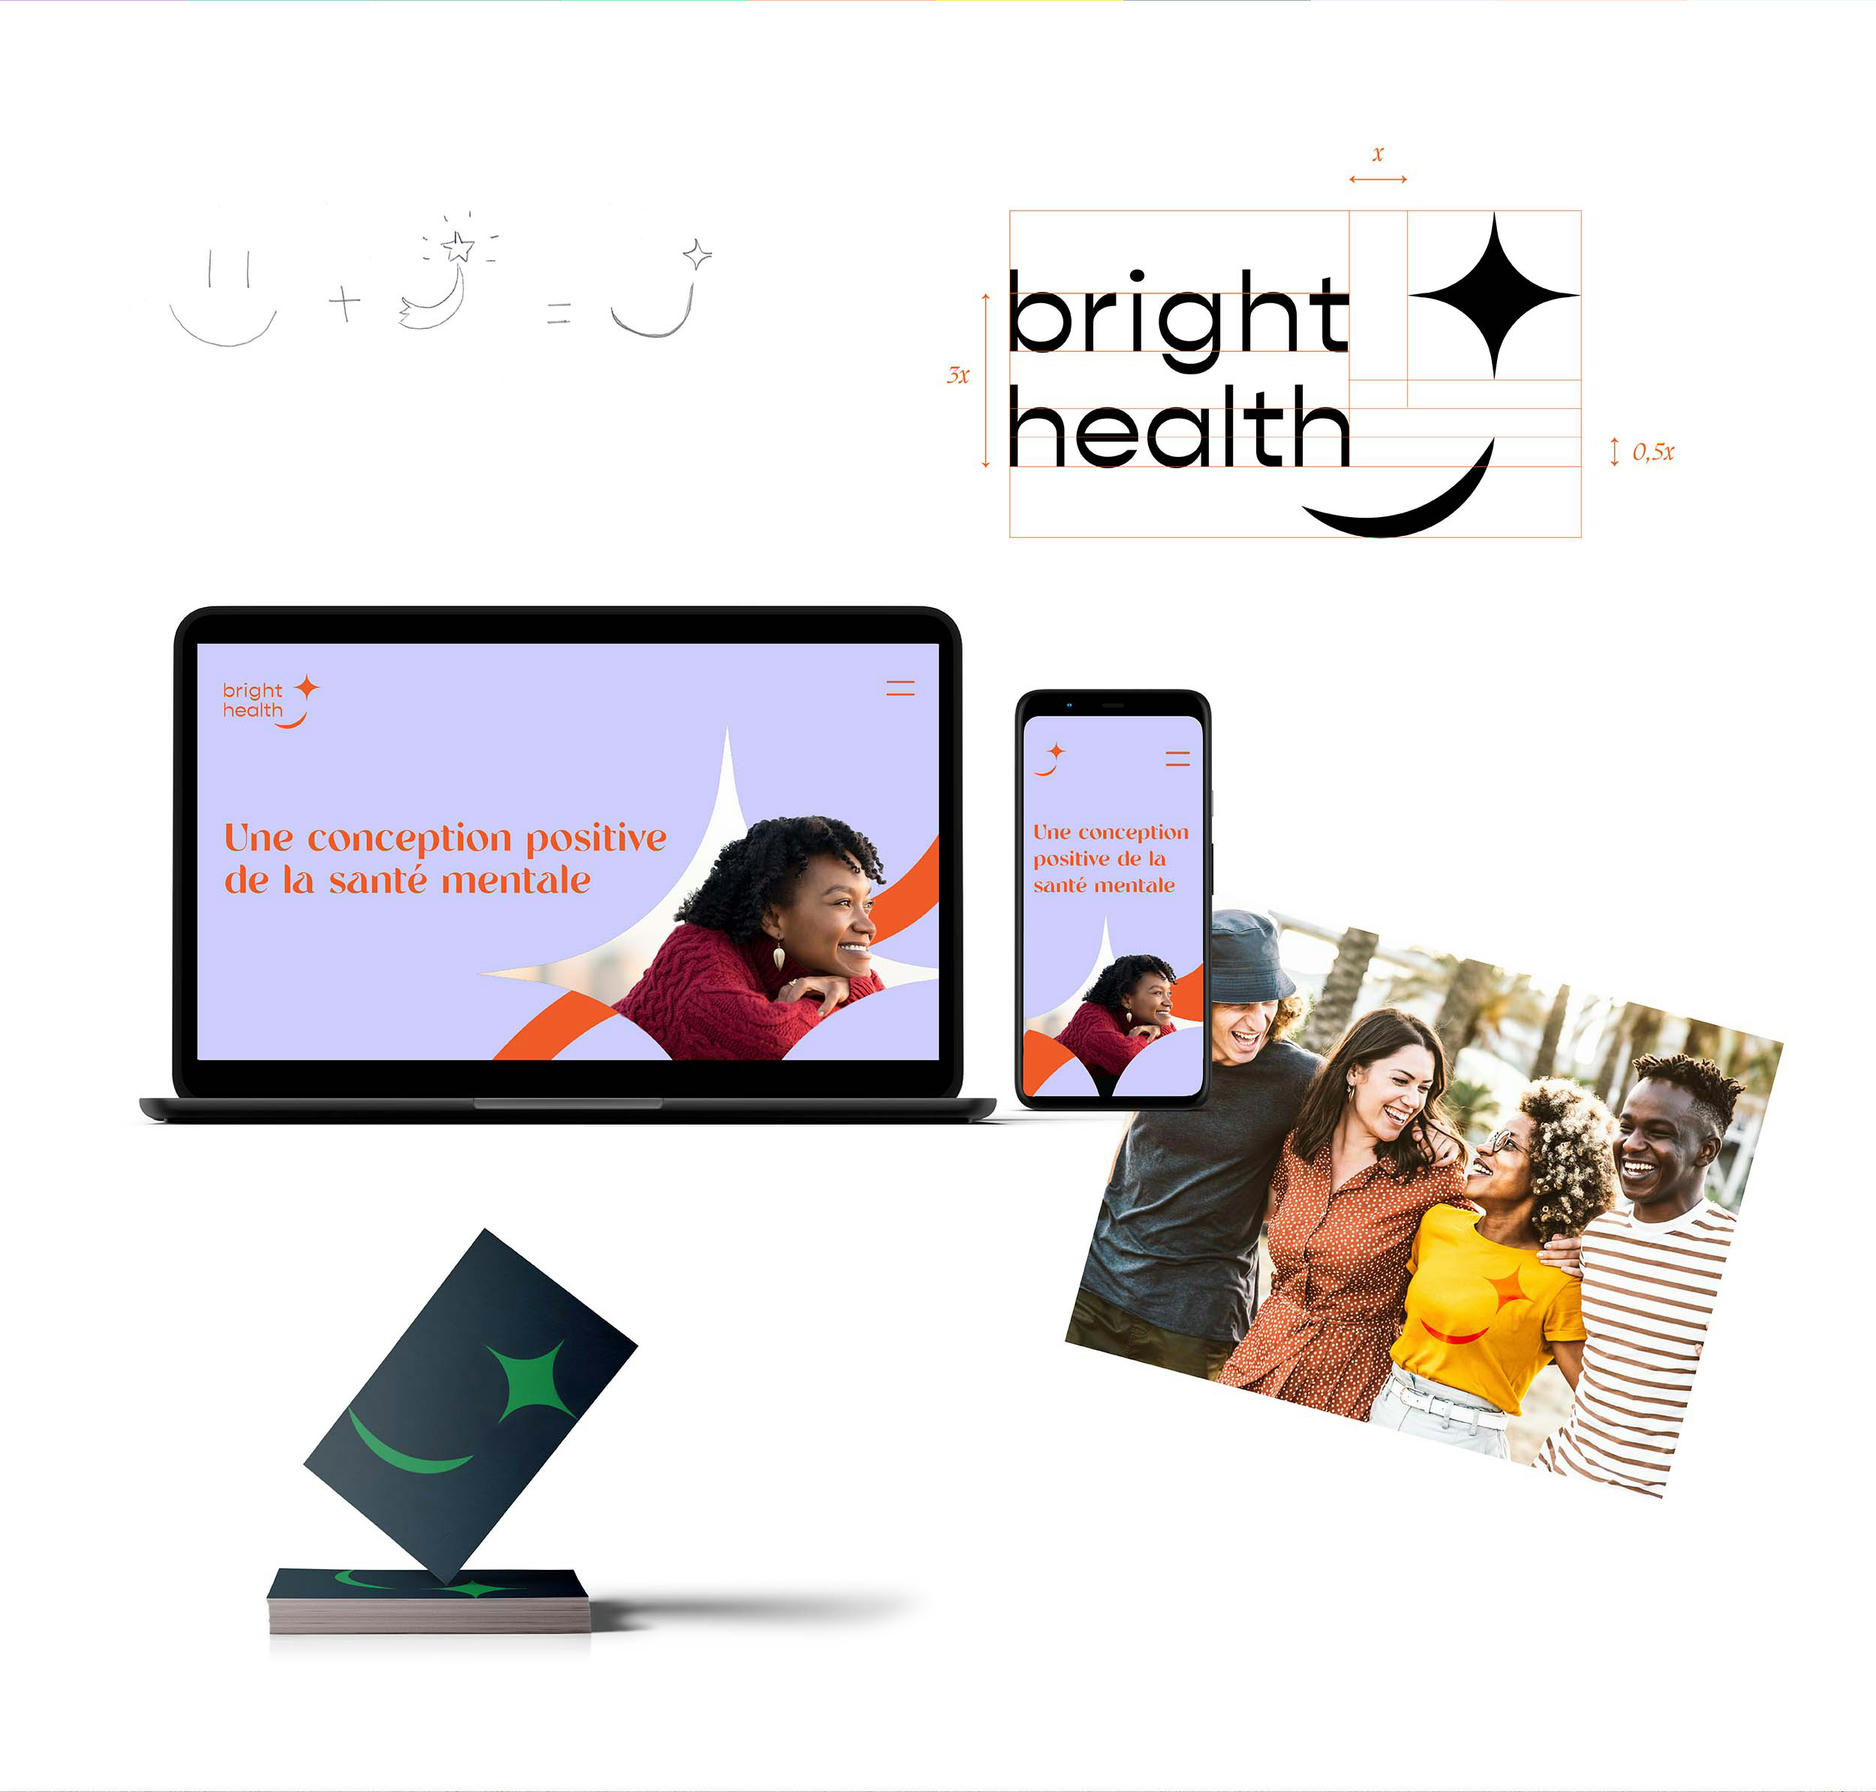 +
=
x
bright
health
3x
0,5x
bright
health
Une conception positive
de la santé mentale
Une conception
positive de la
santé mentale